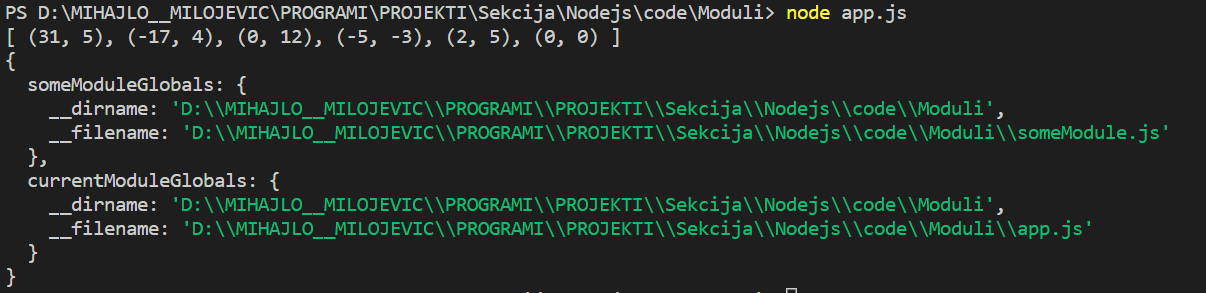 PS D:\MIHAJLO__MILOJEVIC\PROGRAMI\PROJEKTI\Sekcija\Nodejs\code\Moduli> node app.js
[ (31, 5), (-17, 4), (0, 12), (-5, -3), (2, 5), (0, 0) ]
{
  someModuleGlobals: {
    __dirname: 'D:\\MIHAJLO__MILOJEVIC\\PROGRAMI\\PROJEKTI\\Sekcija\\Nodejs\\code\\Moduli',
    __filename: 'D:\\MIHAJLO__MILOJEVIC\\PROGRAMI\\PROJEKTI\\Sekcija\\Nodejs\\code\\Moduli\\someModule.js'
  },
  currentModuleGlobals: {
    __dirname: 'D:\\MIHAJLO__MILOJEVIC\\PROGRAMI\\PROJEKTI\\Sekcija\\Nodejs\\code\\Moduli',
    __filename: 'D:\\MIHAJLO__MILOJEVIC\\PROGRAMI\\PROJEKTI\\Sekcija\\Nodejs\\code\\Moduli\\app.js'
  }
}